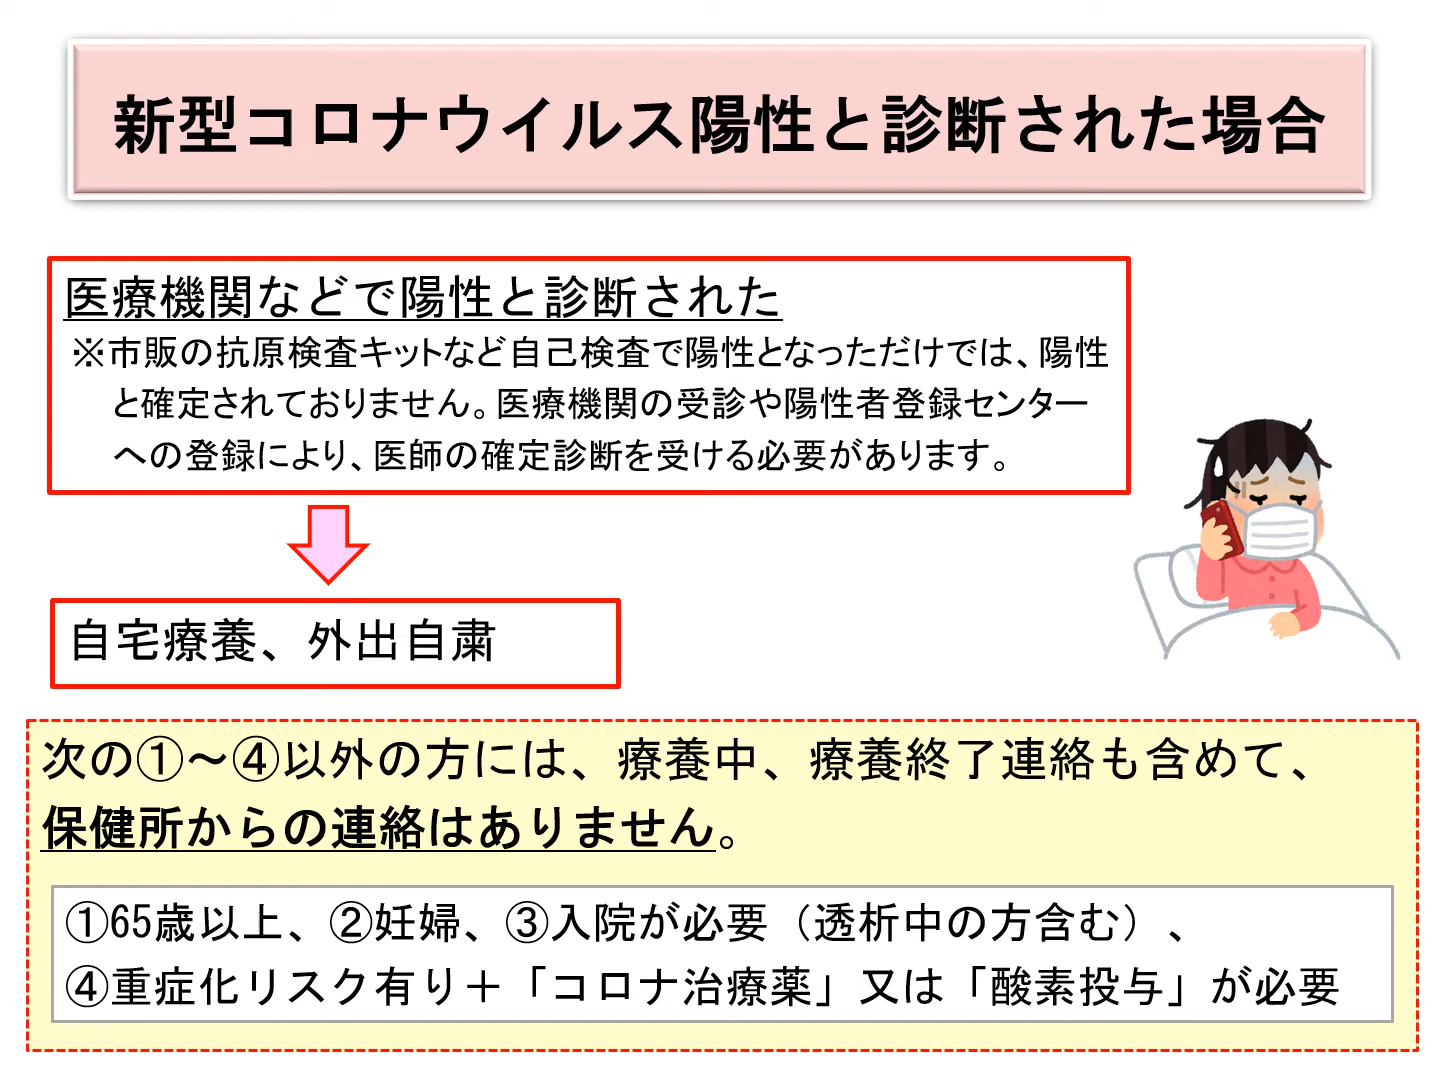 新型コロナウイルス陽性と診断された場合
医療機関などで陽性と診断された
※市販の抗原検査キットなど自己検査で陽性となっただけでは、陽性
と確定されておりません。医療機関の受診や陽性者登録センター
への登録により、医師の確定診断を受ける必要があります。
自宅療養、外出自粛
次の①～④以外の方には、療養中、療養終了連絡も含めて、
保健所からの連絡はありません。
①65歳以上、②妊婦、③入院が必要（透析中の方含む）、
④重症化リスク有り＋「コロナ治療薬」又は「酸素投与」が必要